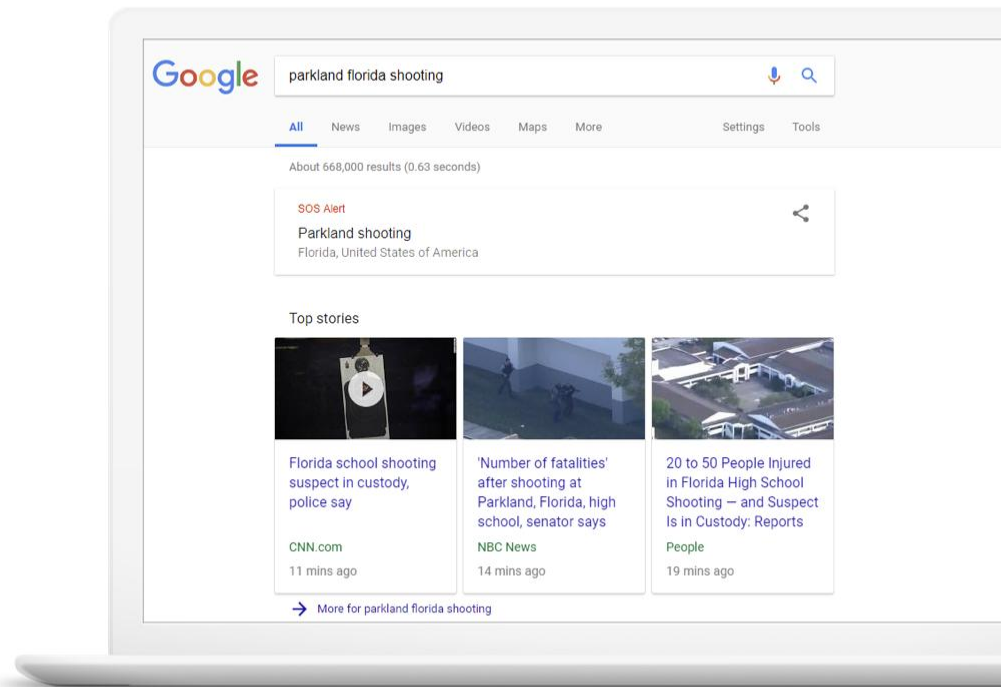 Google
parkland florida shooting
All News Images Videos Maps More Settings Tools
About 668,000 results (0.63 seconds)
SOS Alert
Parkland shooting
Florida, United States of America
Top stories
Florida school shooting
suspect in custody,
police say
CNN.com
11 mins ago
'Number of fatalities'
after shooting at
Parkland, Florida, high
school, senator says
NBC News
14 mins ago
20 to 50 People Injured
in Florida High School
Shooting — and Suspect
Is in Custody: Reports
People
19 mins ago
More for parkland florida shooting